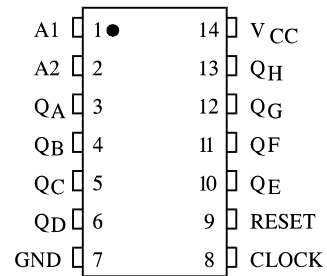 A1 1 14 VCC
A2 2 13 QH
QA 3 12 QG
QB 4 11 QF
QC 5 10 QE
QD 6 9 RESET
GND 7 8 CLOCK